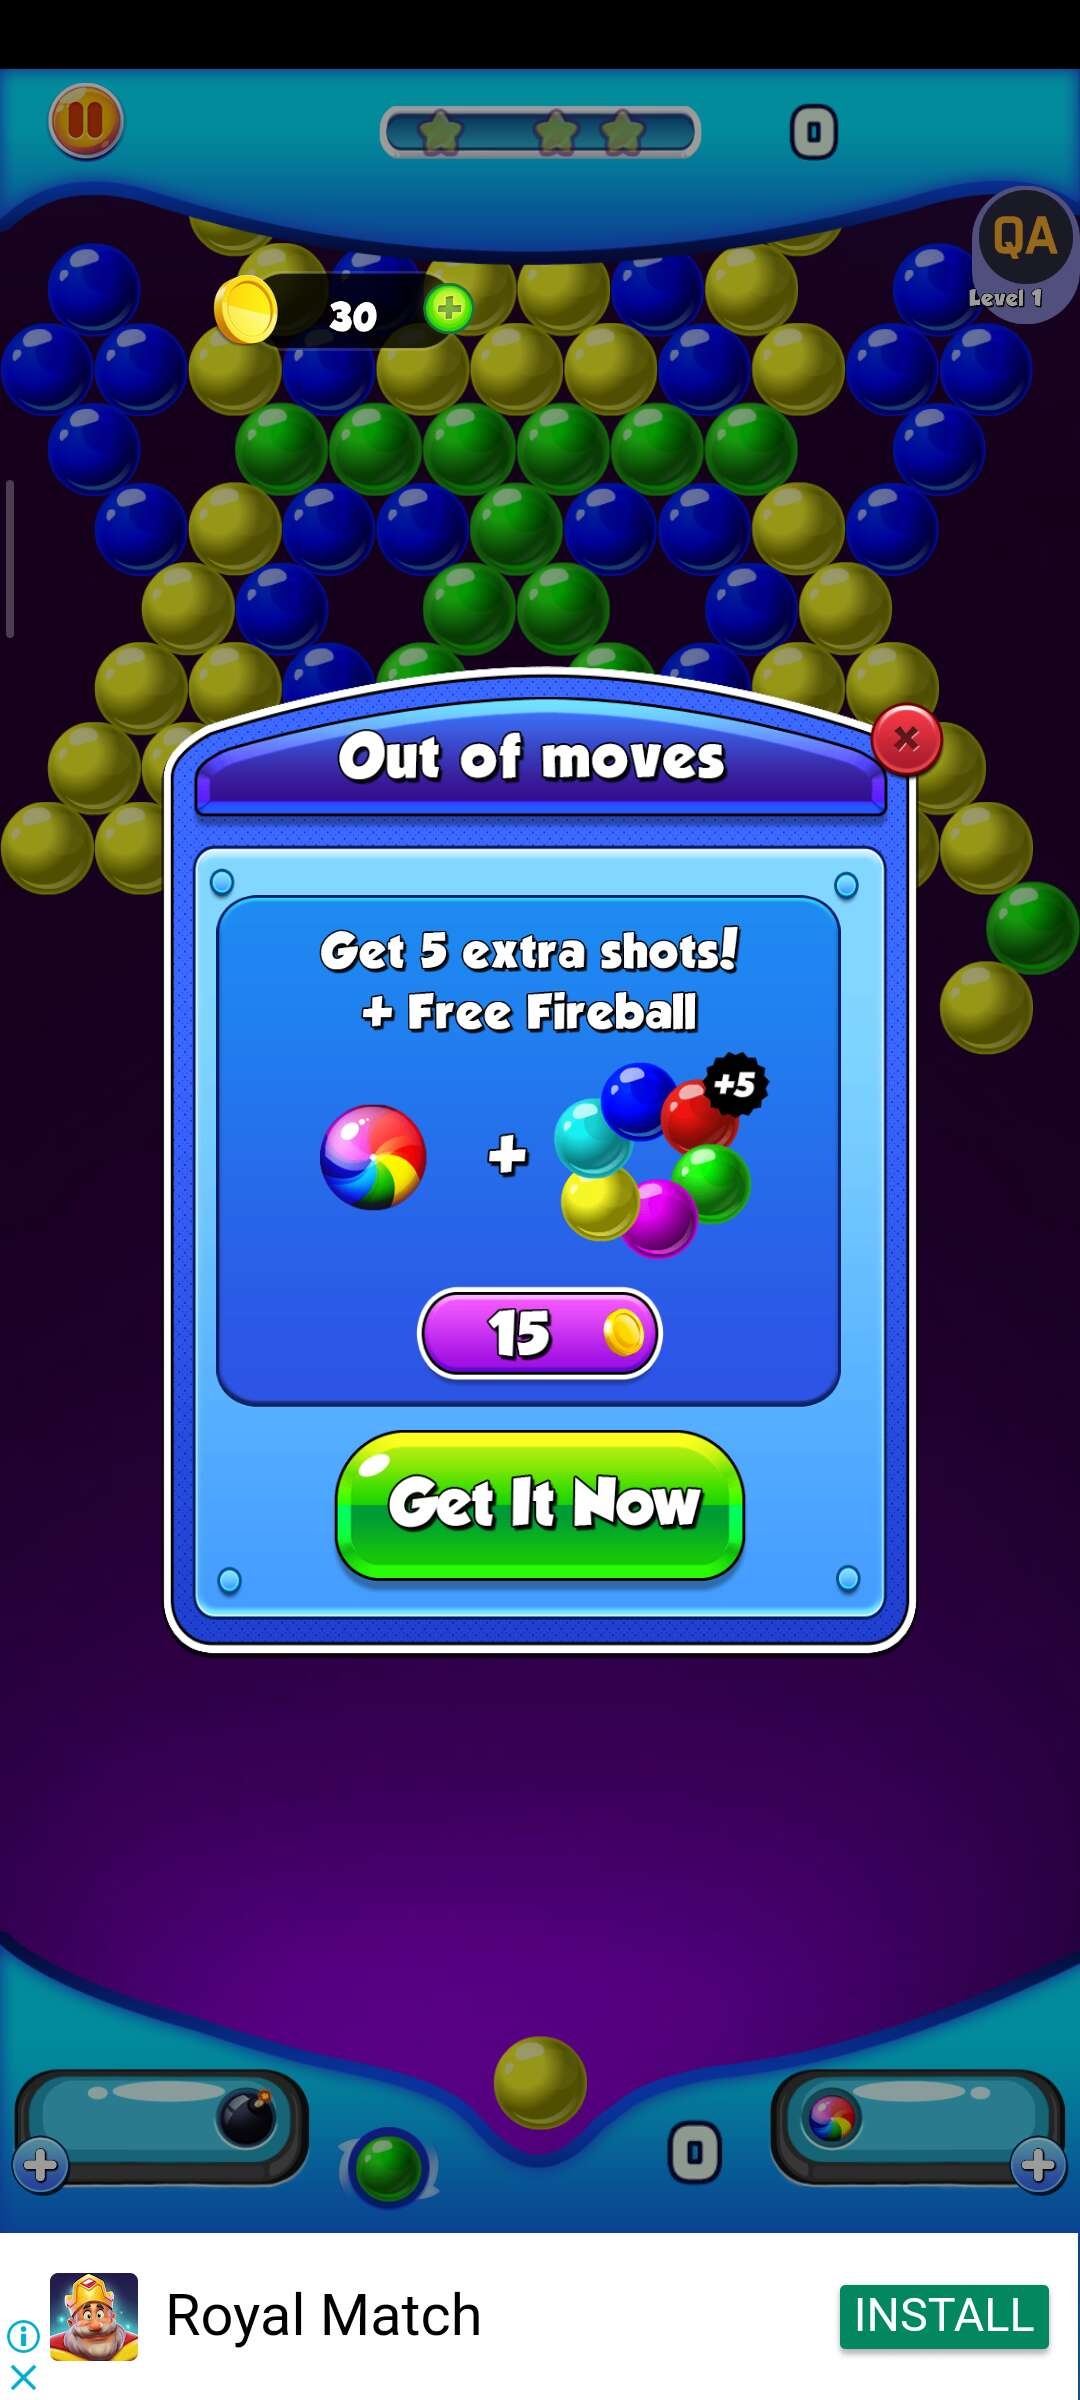 0
QA
Level 1
30
Out of moves
Get 5 extra shots!
+ Free Fireball
+5
+
15
Get It Now
0
Royal Match
INSTALL